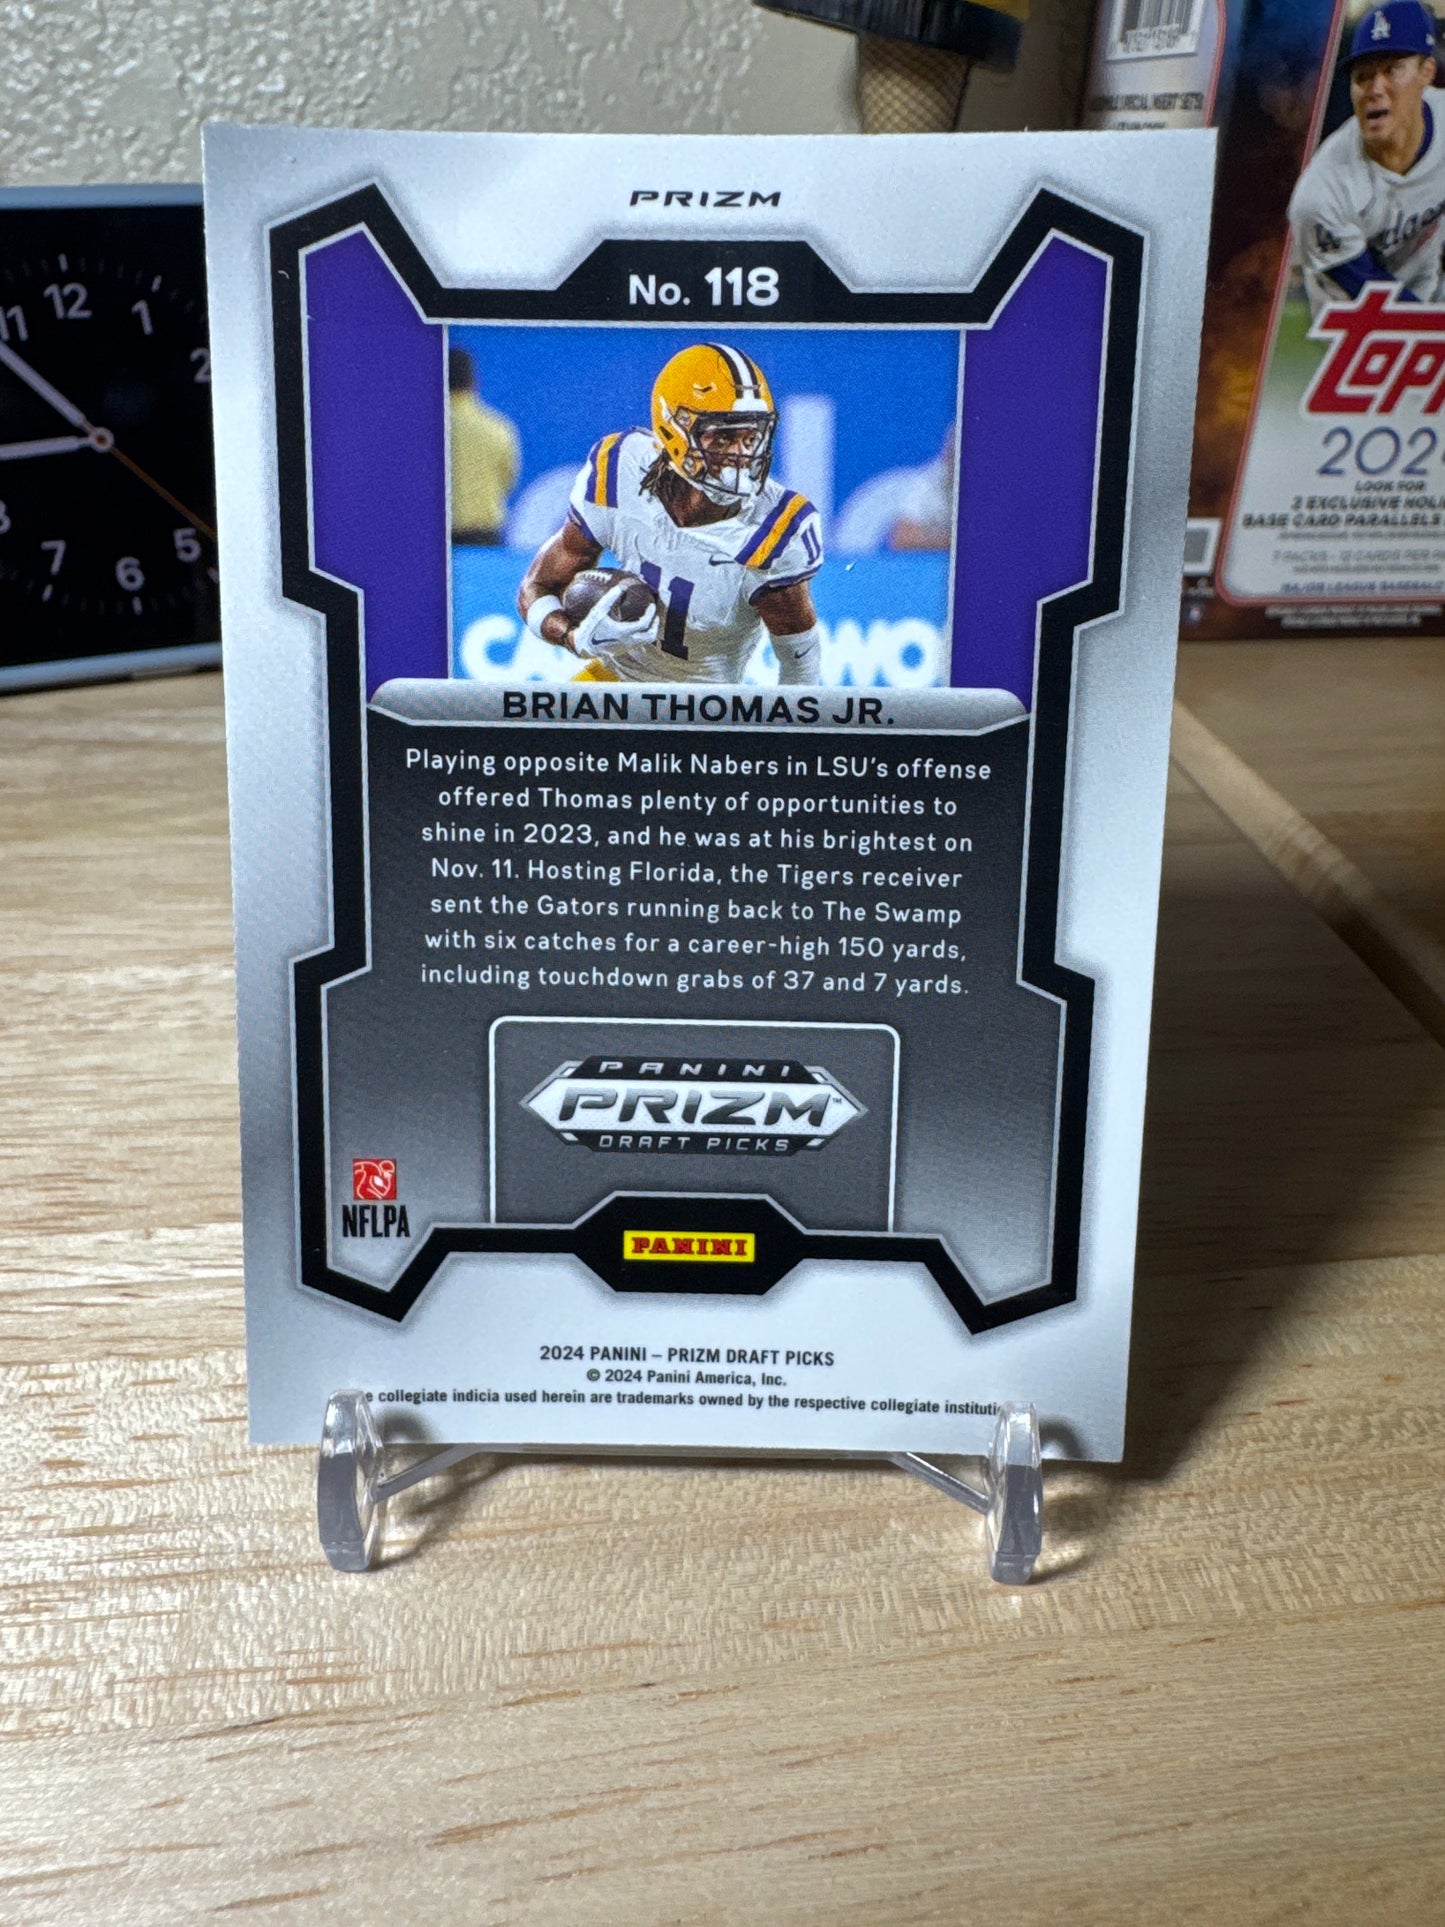 PRIZM
No. 118
11
11
BRIAN THOMAS JR.
Playing opposite Malik Nabers in LSU's offense
offered Thomas plenty of opportunities to
shine in 2023, and he was at his brightest on
Nov. 11. Hosting Florida, the Tigers receiver
sent the Gators running back to The Swamp
with six catches for a career-high 150 yards,
including touchdown grabs of 37 and 7 yards.
PANINI
PRIZM™
DRAFT PICKS
NFLPA
PANINI
2024 PANINI – PRIZM DRAFT PICKS
© 2024 Panini America, Inc.
collegiate indicia used herein are trademarks owned by the respective collegiate
11 12 1 2
5
6
7
LA
LOOK FOR
2 EXCLUSIVE
BASE CARD PARALLELS